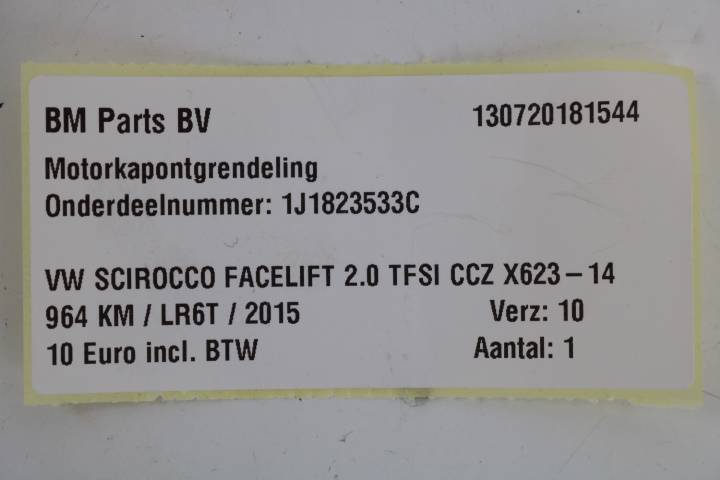 BM Parts BV 130720181544
Motorkapontgrendeling
Onderdeelnummer: 1J1823533C
VW SCIROCCO FACELIFT 2.0 TFSI CCZ X623-14
964 KM / LR6T / 2015 Verz: 10
10 Euro incl. BTW Aantal: 1